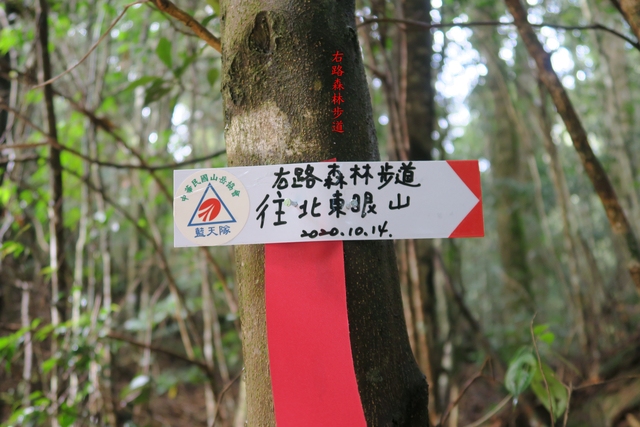 右路森林步道
右路森林步道
往北東眼山
2020.10.14.
中華民國山岳協會
藍天隊